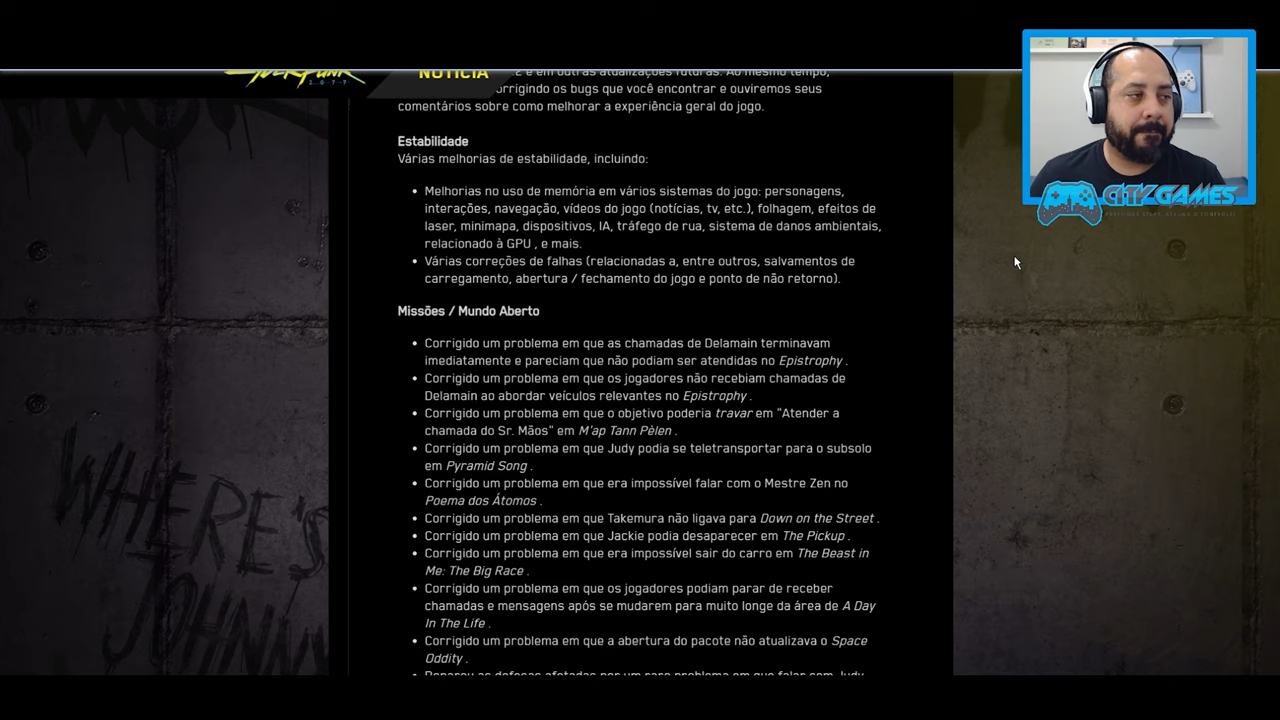 CYBERPUNK
2077
NOTÍCIA
2 e em outras atualizações futuras. Ao mesmo tempo,
corrigindo os bugs que você encontrar e ouviremos seus
comentários sobre como melhorar a experiência geral do jogo.
Estabilidade
Várias melhorias de estabilidade, incluindo:
• Melhorias no uso de memória em vários sistemas do jogo: personagens,
interações, navegação, vídeos do jogo (notícias, tv, etc.), folhagem, efeitos de
laser, minimapa, dispositivos, IA, tráfego de rua, sistema de danos ambientais,
relacionado à GPU , e mais.
• Várias correções de falhas (relacionadas a, entre outros, salvamentos de
carregamento, abertura / fechamento do jogo e ponto de não retorno).
Missões / Mundo Aberto
• Corrigido um problema em que as chamadas de Delamain terminavam
imediatamente e pareciam que não podiam ser atendidas no Epistrophy .
• Corrigido um problema em que os jogadores não recebiam chamadas de
Delamain ao abordar veículos relevantes no Epistrophy .
• Corrigido um problema em que o objetivo poderia travar em "Atender a
chamada do Sr. Mãos" em M'ap Tann Pèlen .
• Corrigido um problema em que Judy podia se teletransportar para o subsolo
em Pyramid Song .
• Corrigido um problema em que era impossível falar com o Mestre Zen no
Poema dos Átomos .
• Corrigido um problema em que Takemura não ligava para Down on the Street .
• Corrigido um problema em que Jackie podia desaparecer em The Pickup .
• Corrigido um problema em que era impossível sair do carro em The Beast in
Me: The Big Race .
• Corrigido um problema em que os jogadores podiam parar de receber
chamadas e mensagens após se mudarem para muito longe da área de A Day
In The Life .
• Corrigido um problema em que a abertura do pacote não atualizava o Space
Oddity .
CITY GAMES
WHERE'S
JOHNNY